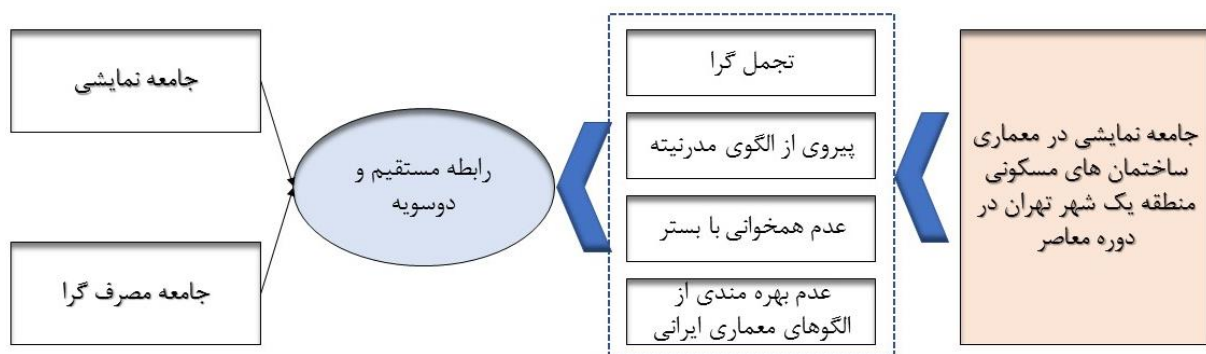 جامعه نمایشی در معماری
ساختمان های مسکونی
منطقه یک شهر تهران در
دوره معاصر
تجمل گرا
پیروی از الگوی مدرنیته
عدم همخوانی با بستر
عدم بهره مندی از
الگوهای معماری ایرانی
رابطه مستقیم و
دوسویه
جامعه نمایشی
جامعه مصرف گرا